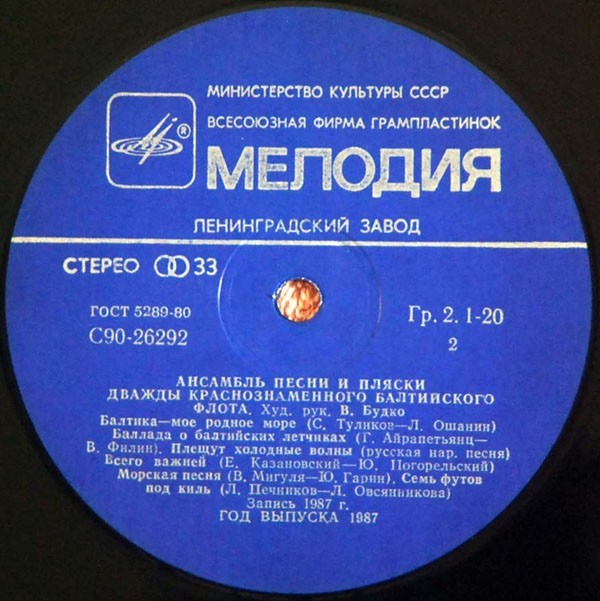 МИНИСТЕРСТВО КУЛЬТУРЫ СССР
ВСЕСОЮЗНАЯ ФИРМА ГРАМПЛАСТИНОК
®
МЕЛОДИЯ
ЛЕНИНГРАДСКИЙ ЗАВОД
СТЕРЕО 33
ГОСТ 5289-80
Гр. 2. 1-20
С90-26292
2
АНСАМБЛЬ ПЕСНИ И ПЛЯСКИ
ДВАЖДЫ КРАСНОЗНАМЕННОГО БАЛТИЙСКОГО
ФЛОТА. Худ. рук. В. Будко
Балтика—мое родное море (С. Туликов—Л. Ошанин)
Баллада о балтийских летчиках (Г. Айрапетьянц—
В. Филин). Плещут холодные волны (русская нар. песня)
Всего важней (Е. Казановский—Ю. Погорельский)
Морская песня (В. Мигуля—Ю. Гарин). Семь футов
под киль (Л. Печников—Л. Овсянникова)
Запись 1987 г.
ГОД ВЫПУСКА 1987